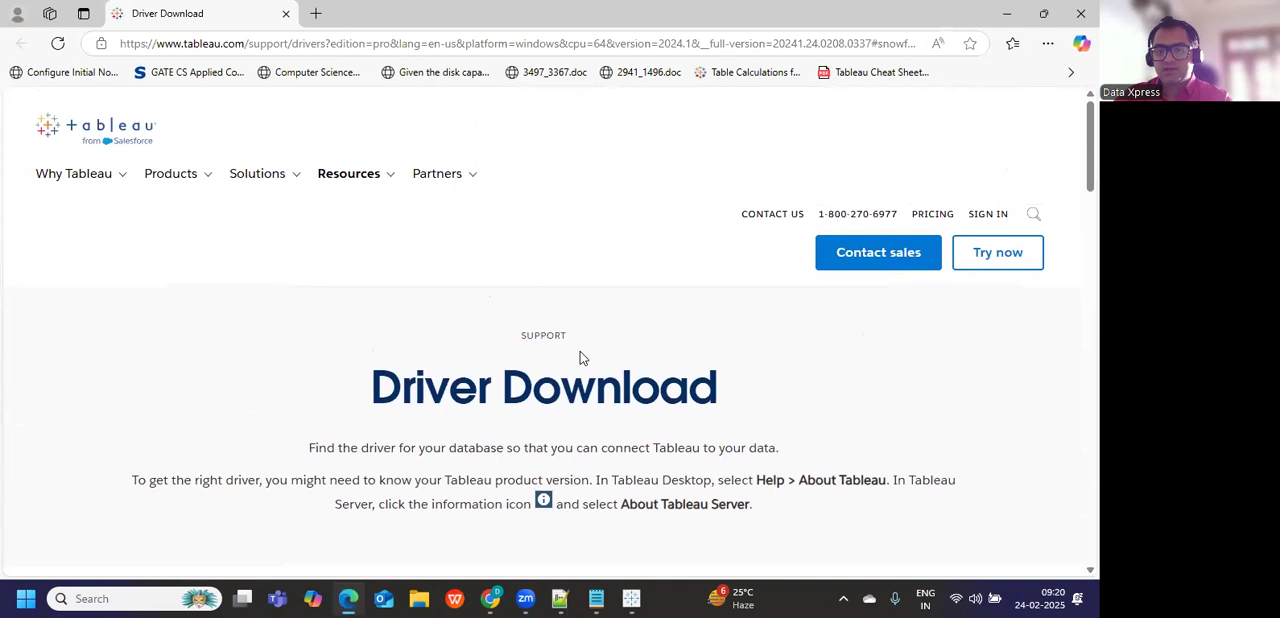 Driver Download
https://www.tableau.com/support/drivers?edition=pro&lang=en-us&platform=windows&cpu=64&version=2024.1&__full-version=20241.24.0208.0337#snowf...
Configure Initial No...
GATE CS Applied Co...
Computer Science...
Given the disk capa...
3497_3367.doc
2941_1496.doc
Table Calculations f...
Tableau Cheat Sheet...
Data Xpress
+ a b | e a u
from Salesforce
Why Tableau
Products
Solutions
Resources
Partners
CONTACT US
1-800-270-6977
PRICING
SIGN IN
Contact sales
Try now
SUPPORT
Driver Download
Find the driver for your database so that you can connect Tableau to your data.
To get the right driver, you might need to know your Tableau product version. In Tableau Desktop, select Help > About Tableau. In Tableau
Server, click the information icon and select About Tableau Server.
Search
6
25°C
Haze
ENG
IN
09:20
24-02-2025